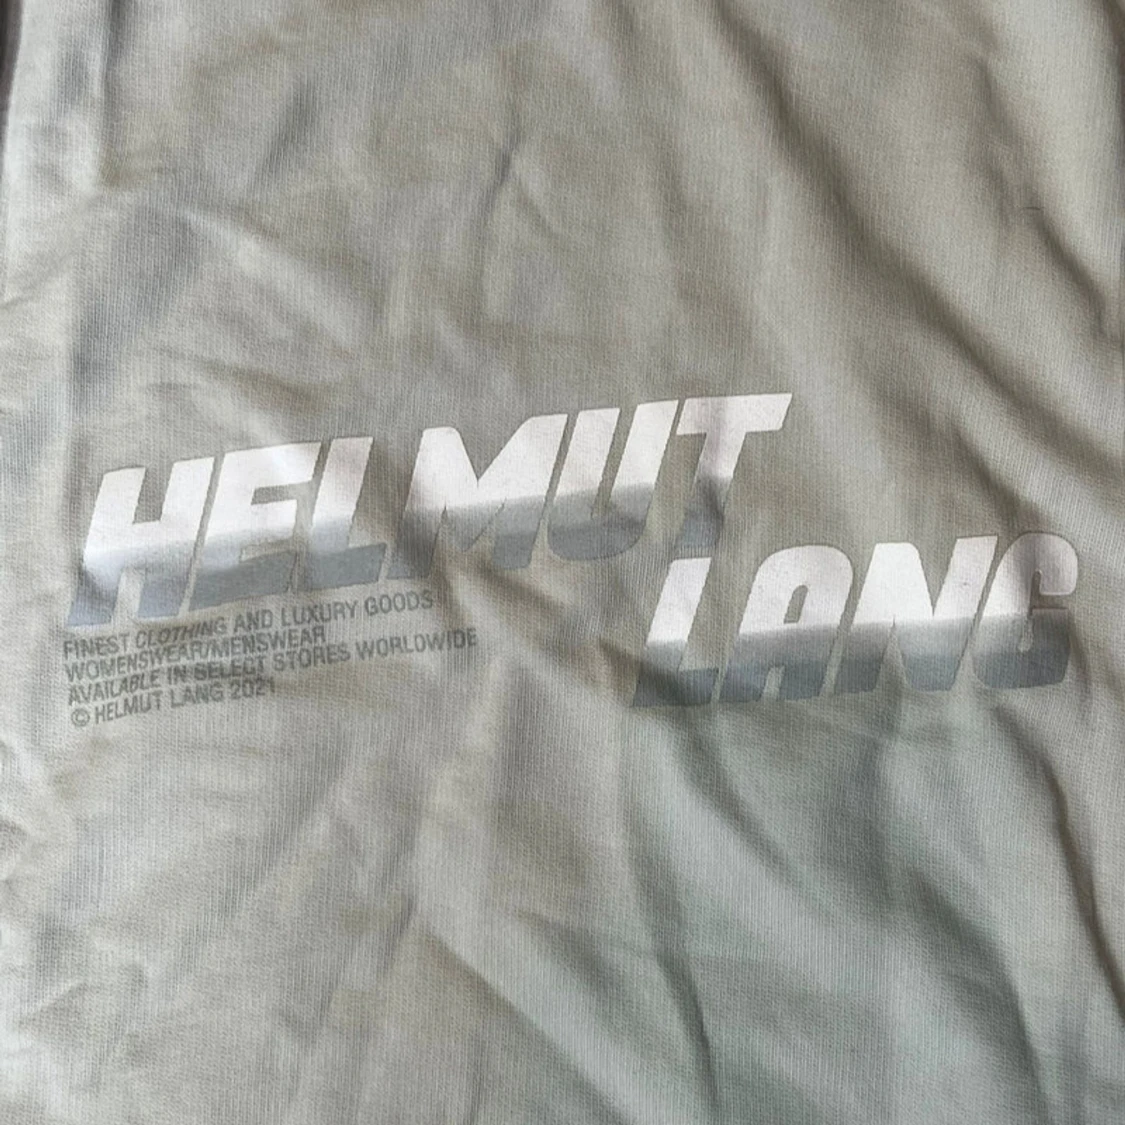 HELMUT
LANG
FINEST CLOTHING AND LUXURY GOODS
WOMENSWEAR/MENSWEAR
AVAILABLE IN SELECT STORES WORLDWIDE
© HELMUT LANG 2021